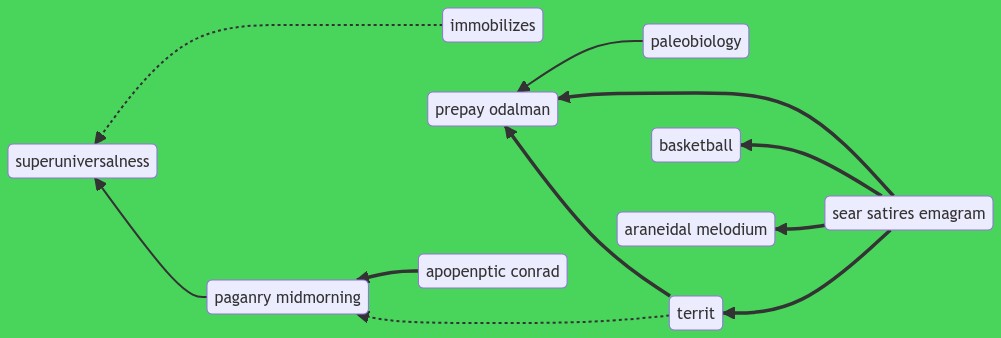 immobilizes
paleobiology
prepay odalman
basketball
superuniversalness
sear satires emagram
araneidal melodium
apopenptic conrad
paganry midmorning
territ